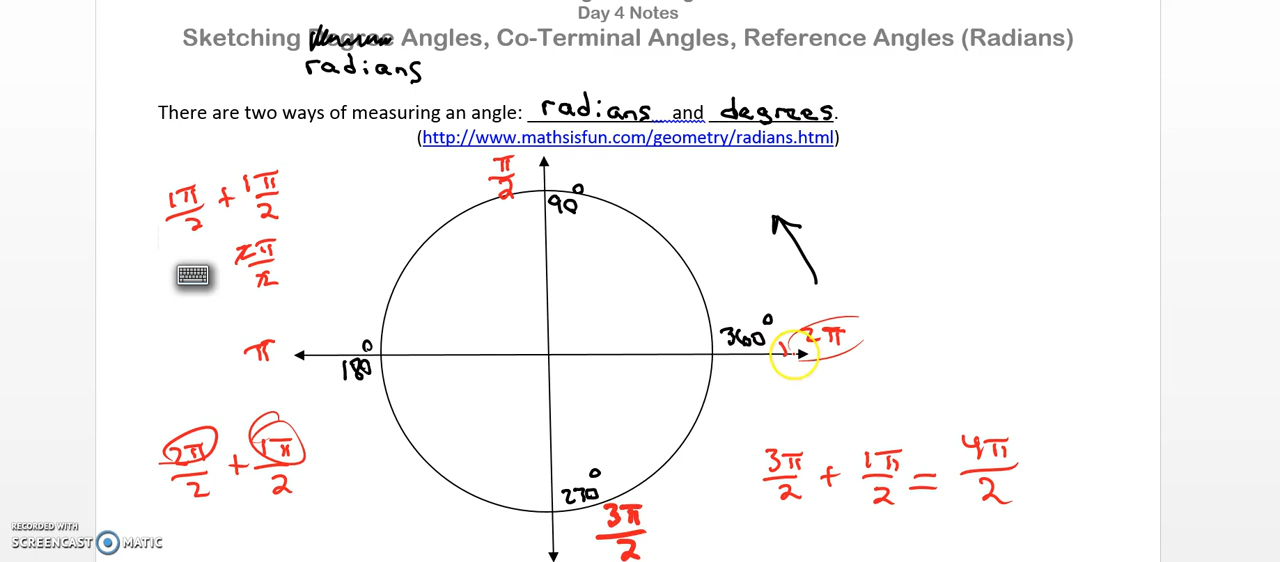 Day 4 Notes
Sketching Angles, Co-Terminal Angles, Reference Angles (Radians)
radians
There are two ways of measuring an angle: radians and degrees.
(http://www.mathsisfun.com/geometry/radians.html)
π/2
90°
1π/2 + 1π/2
2π/2
π
180°
360°
2π
2π/2 + 1π/2
270°
3π/2
3π/2 + 1π/2 = 4π/2
RECORDED WITH
SCREENCAST MATIC